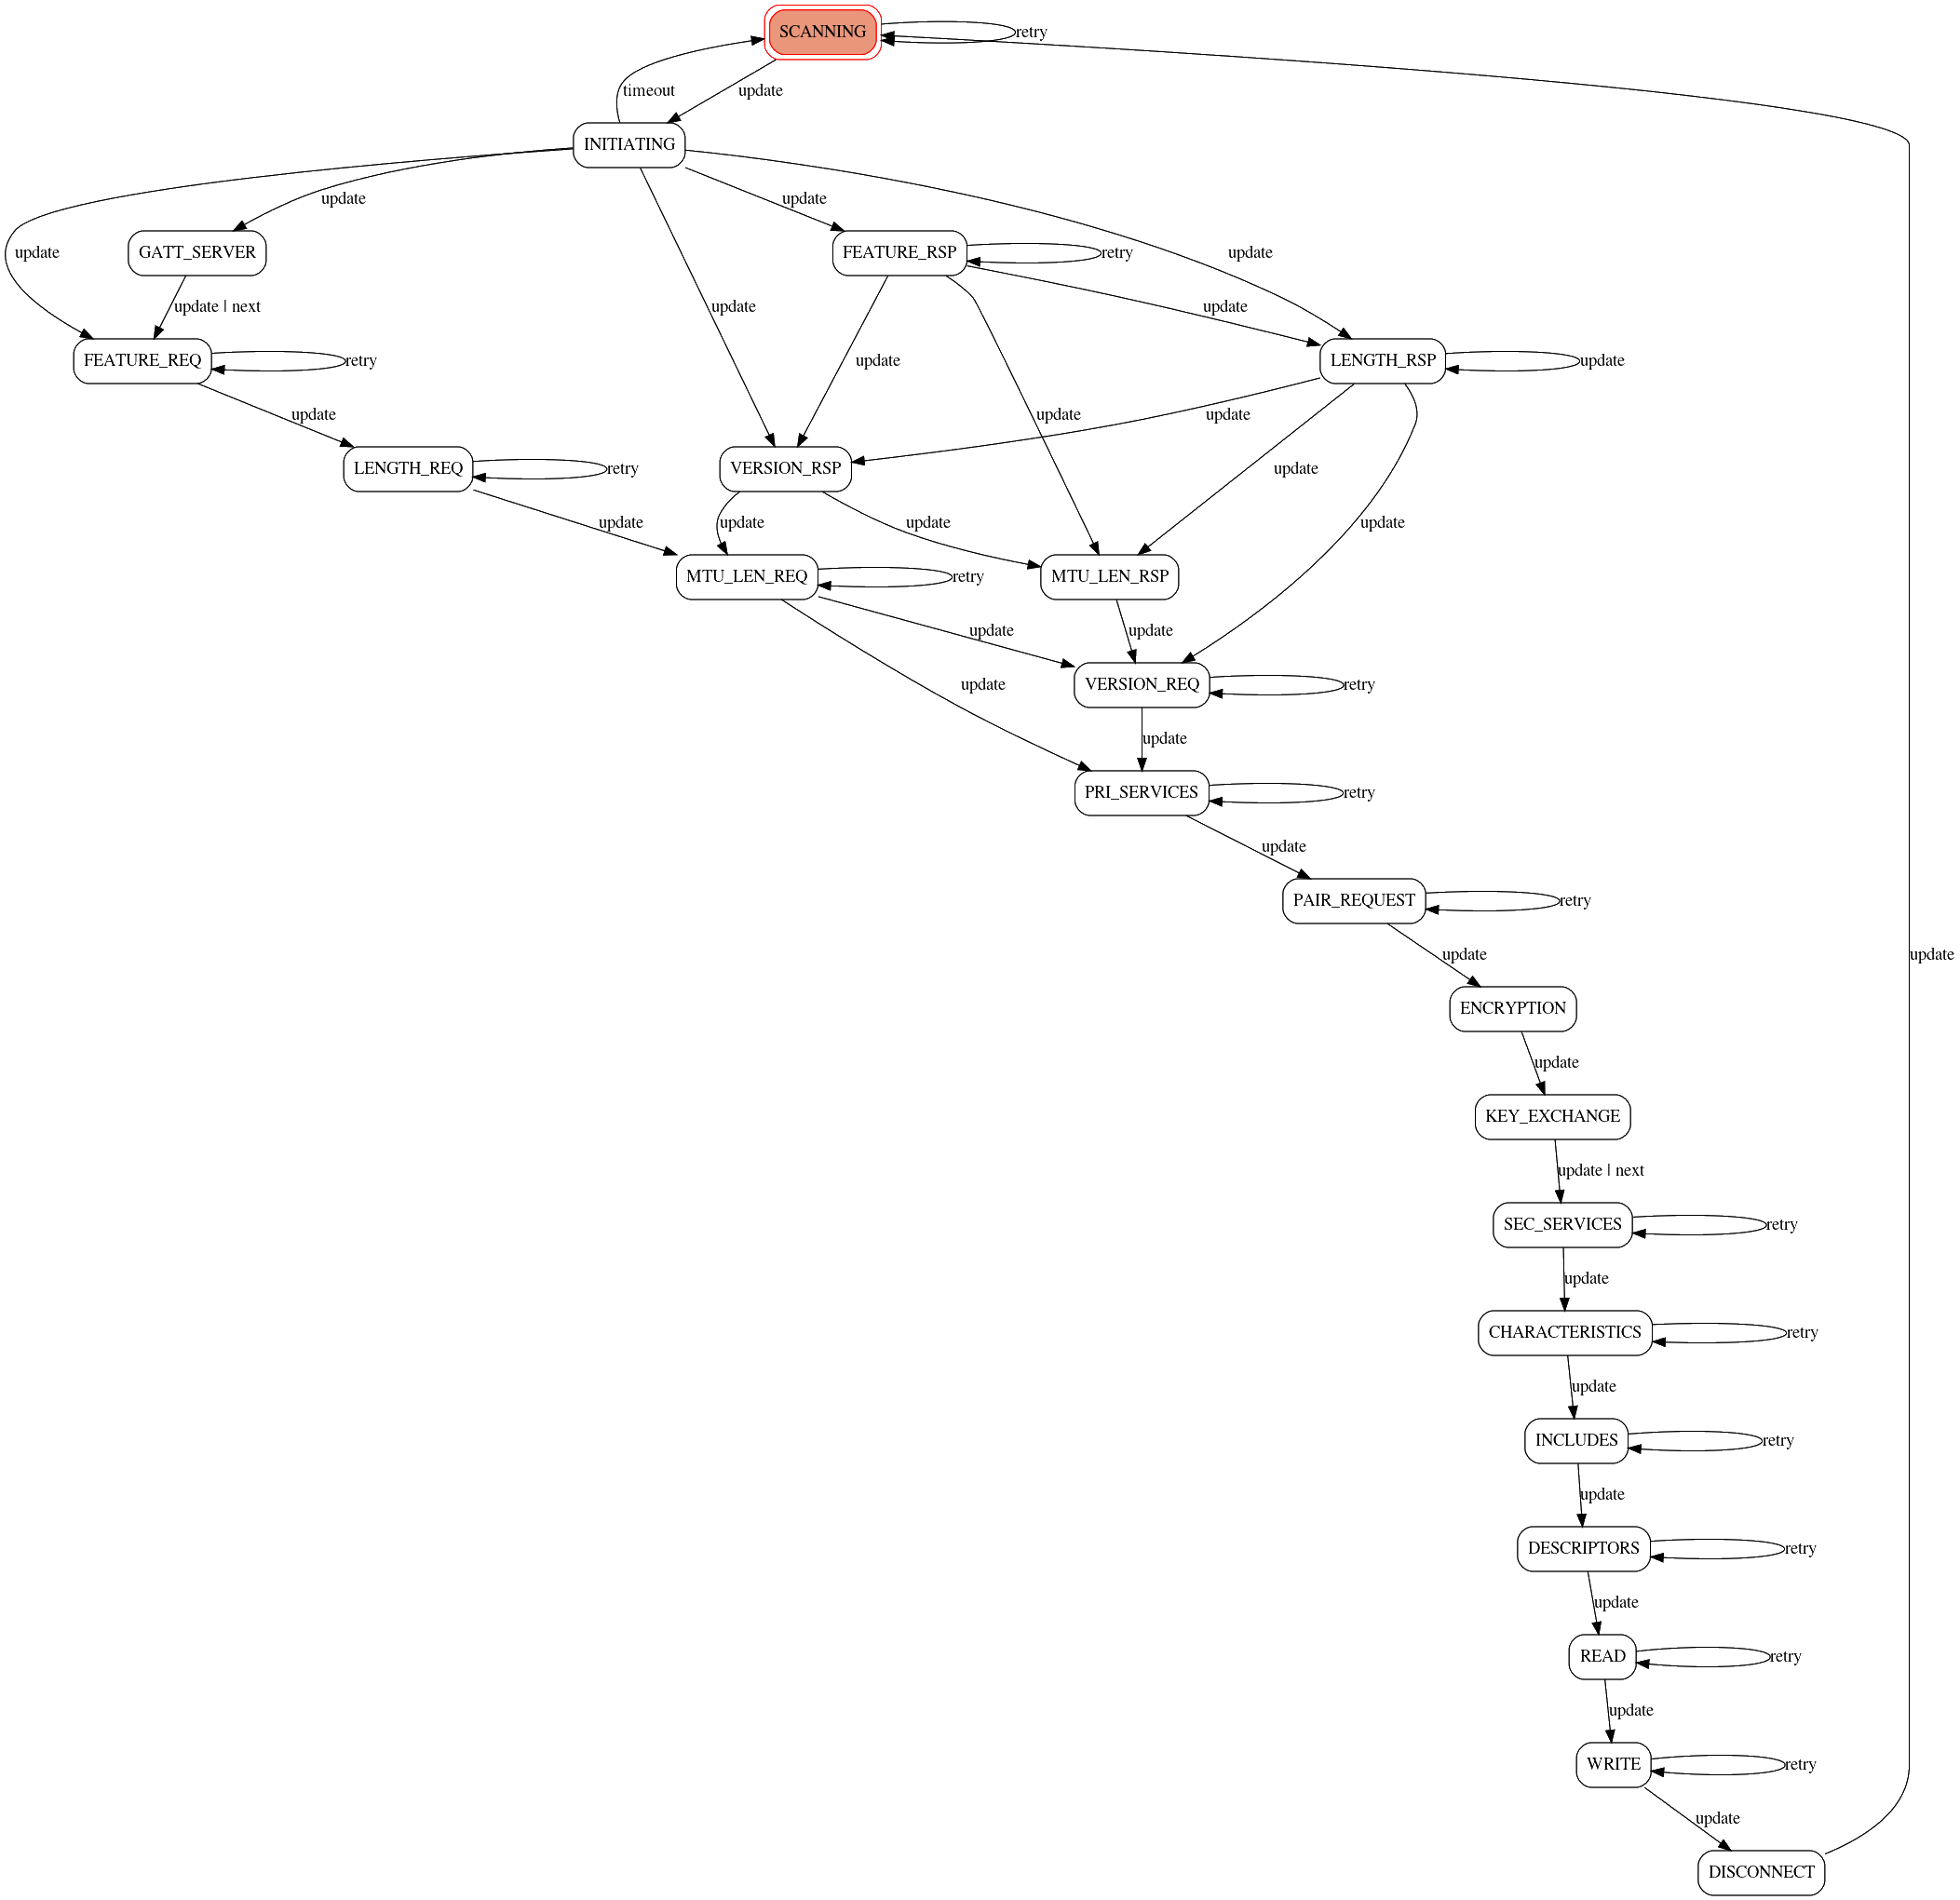 SCANNING
retry
timeout
update
INITIATING
update
update
update
GATT_SERVER
FEATURE_RSP
retry
update
update | next
update
update
FEATURE_REQ
retry
update
LENGTH_RSP
update
update
update
update
update
LENGTH_REQ
retry
VERSION_RSP
update
update
update
update
update
MTU_LEN_REQ
retry
MTU_LEN_RSP
update
update
update
VERSION_REQ
retry
update
PRI_SERVICES
retry
update
PAIR_REQUEST
retry
update
update
ENCRYPTION
update
KEY_EXCHANGE
update | next
SEC_SERVICES
retry
update
CHARACTERISTICS
retry
update
INCLUDES
retry
update
DESCRIPTORS
retry
update
READ
retry
update
WRITE
retry
update
DISCONNECT